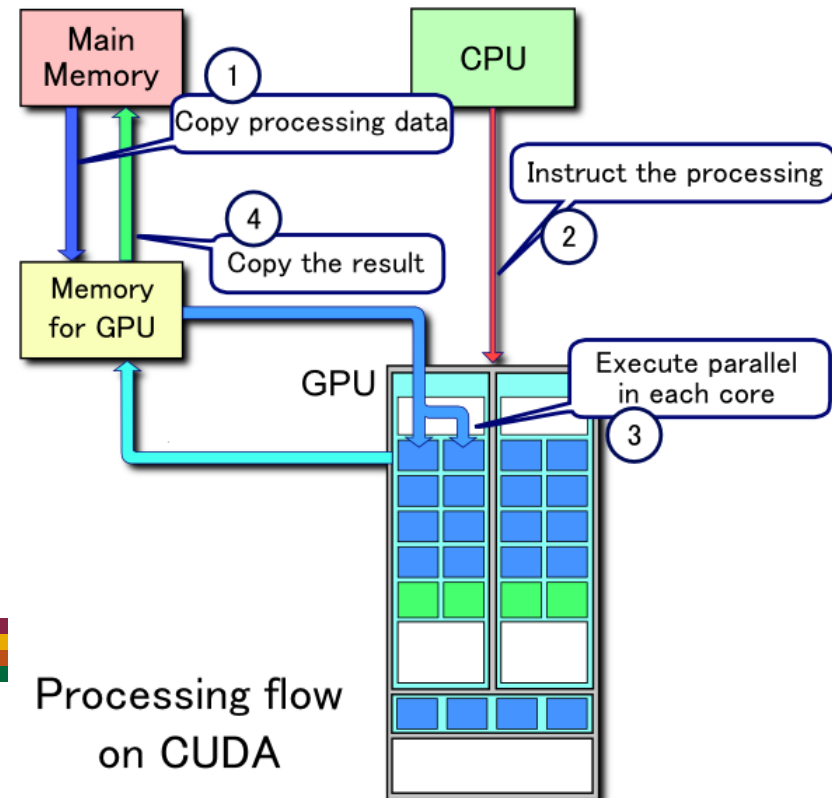 Main
Memory
CPU
1
Copy processing data
Instruct the processing
2
4
Copy the result
Memory
for GPU
GPU
Execute parallel
in each core
3
Processing flow
on CUDA